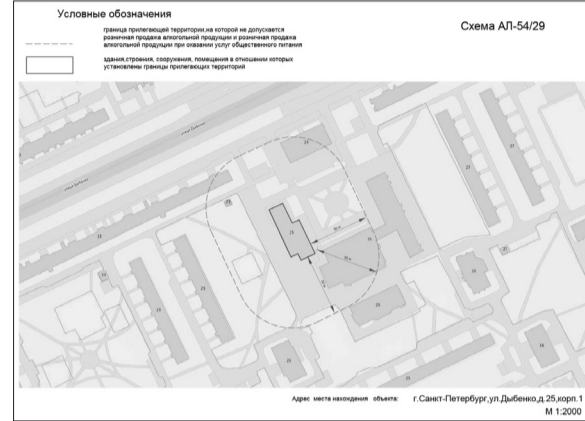 Условные обозначения
Схема АЛ-54/29
граница прилегающей территории,на которой не допускается
розничная продажа алкогольной продукции и розничная продажа
алкогольной продукции при оказании услуг общественного питания
здания,строения, сооружения, помещения в отношении которых
установлены границы прилегающих территорий
Адрес места нахождения объекта: г.Санкт-Петербург,ул.Дыбенко,д.25,корп.1
М 1:2000